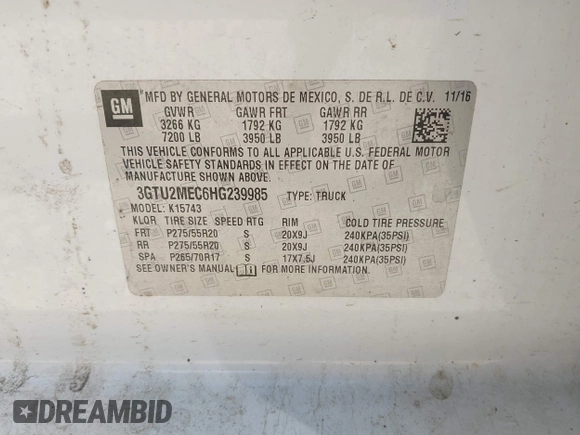 GM MFD BY GENERAL MOTORS DE MEXICO, S. DE R.L. DE C.V. 11/16
GVWR GAWR FRT GAWR RR
3266 KG 1792 KG 1792 KG
7200 LB 3950 LB 3950 LB
THIS VEHICLE CONFORMS TO ALL APPLICABLE U.S. FEDERAL MOTOR
VEHICLE SAFETY STANDARDS IN EFFECT ON THE DATE OF
MANUFACTURE SHOWN ABOVE.
3GTU2MEC6HG239985 TYPE: TRUCK
MODEL: K15743
KLQR TIRE SIZE SPEED RTG RIM COLD TIRE PRESSURE
FRT P275/55R20 S 20X9J 240KPA(35PSI)
RR P275/55R20 S 20X9J 240KPA(35PSI)
SPA P265/70R17 S 17X7.5J 240KPA(35PSI)
SEE OWNER'S MANUAL FOR MORE INFORMATION
DREAMBID